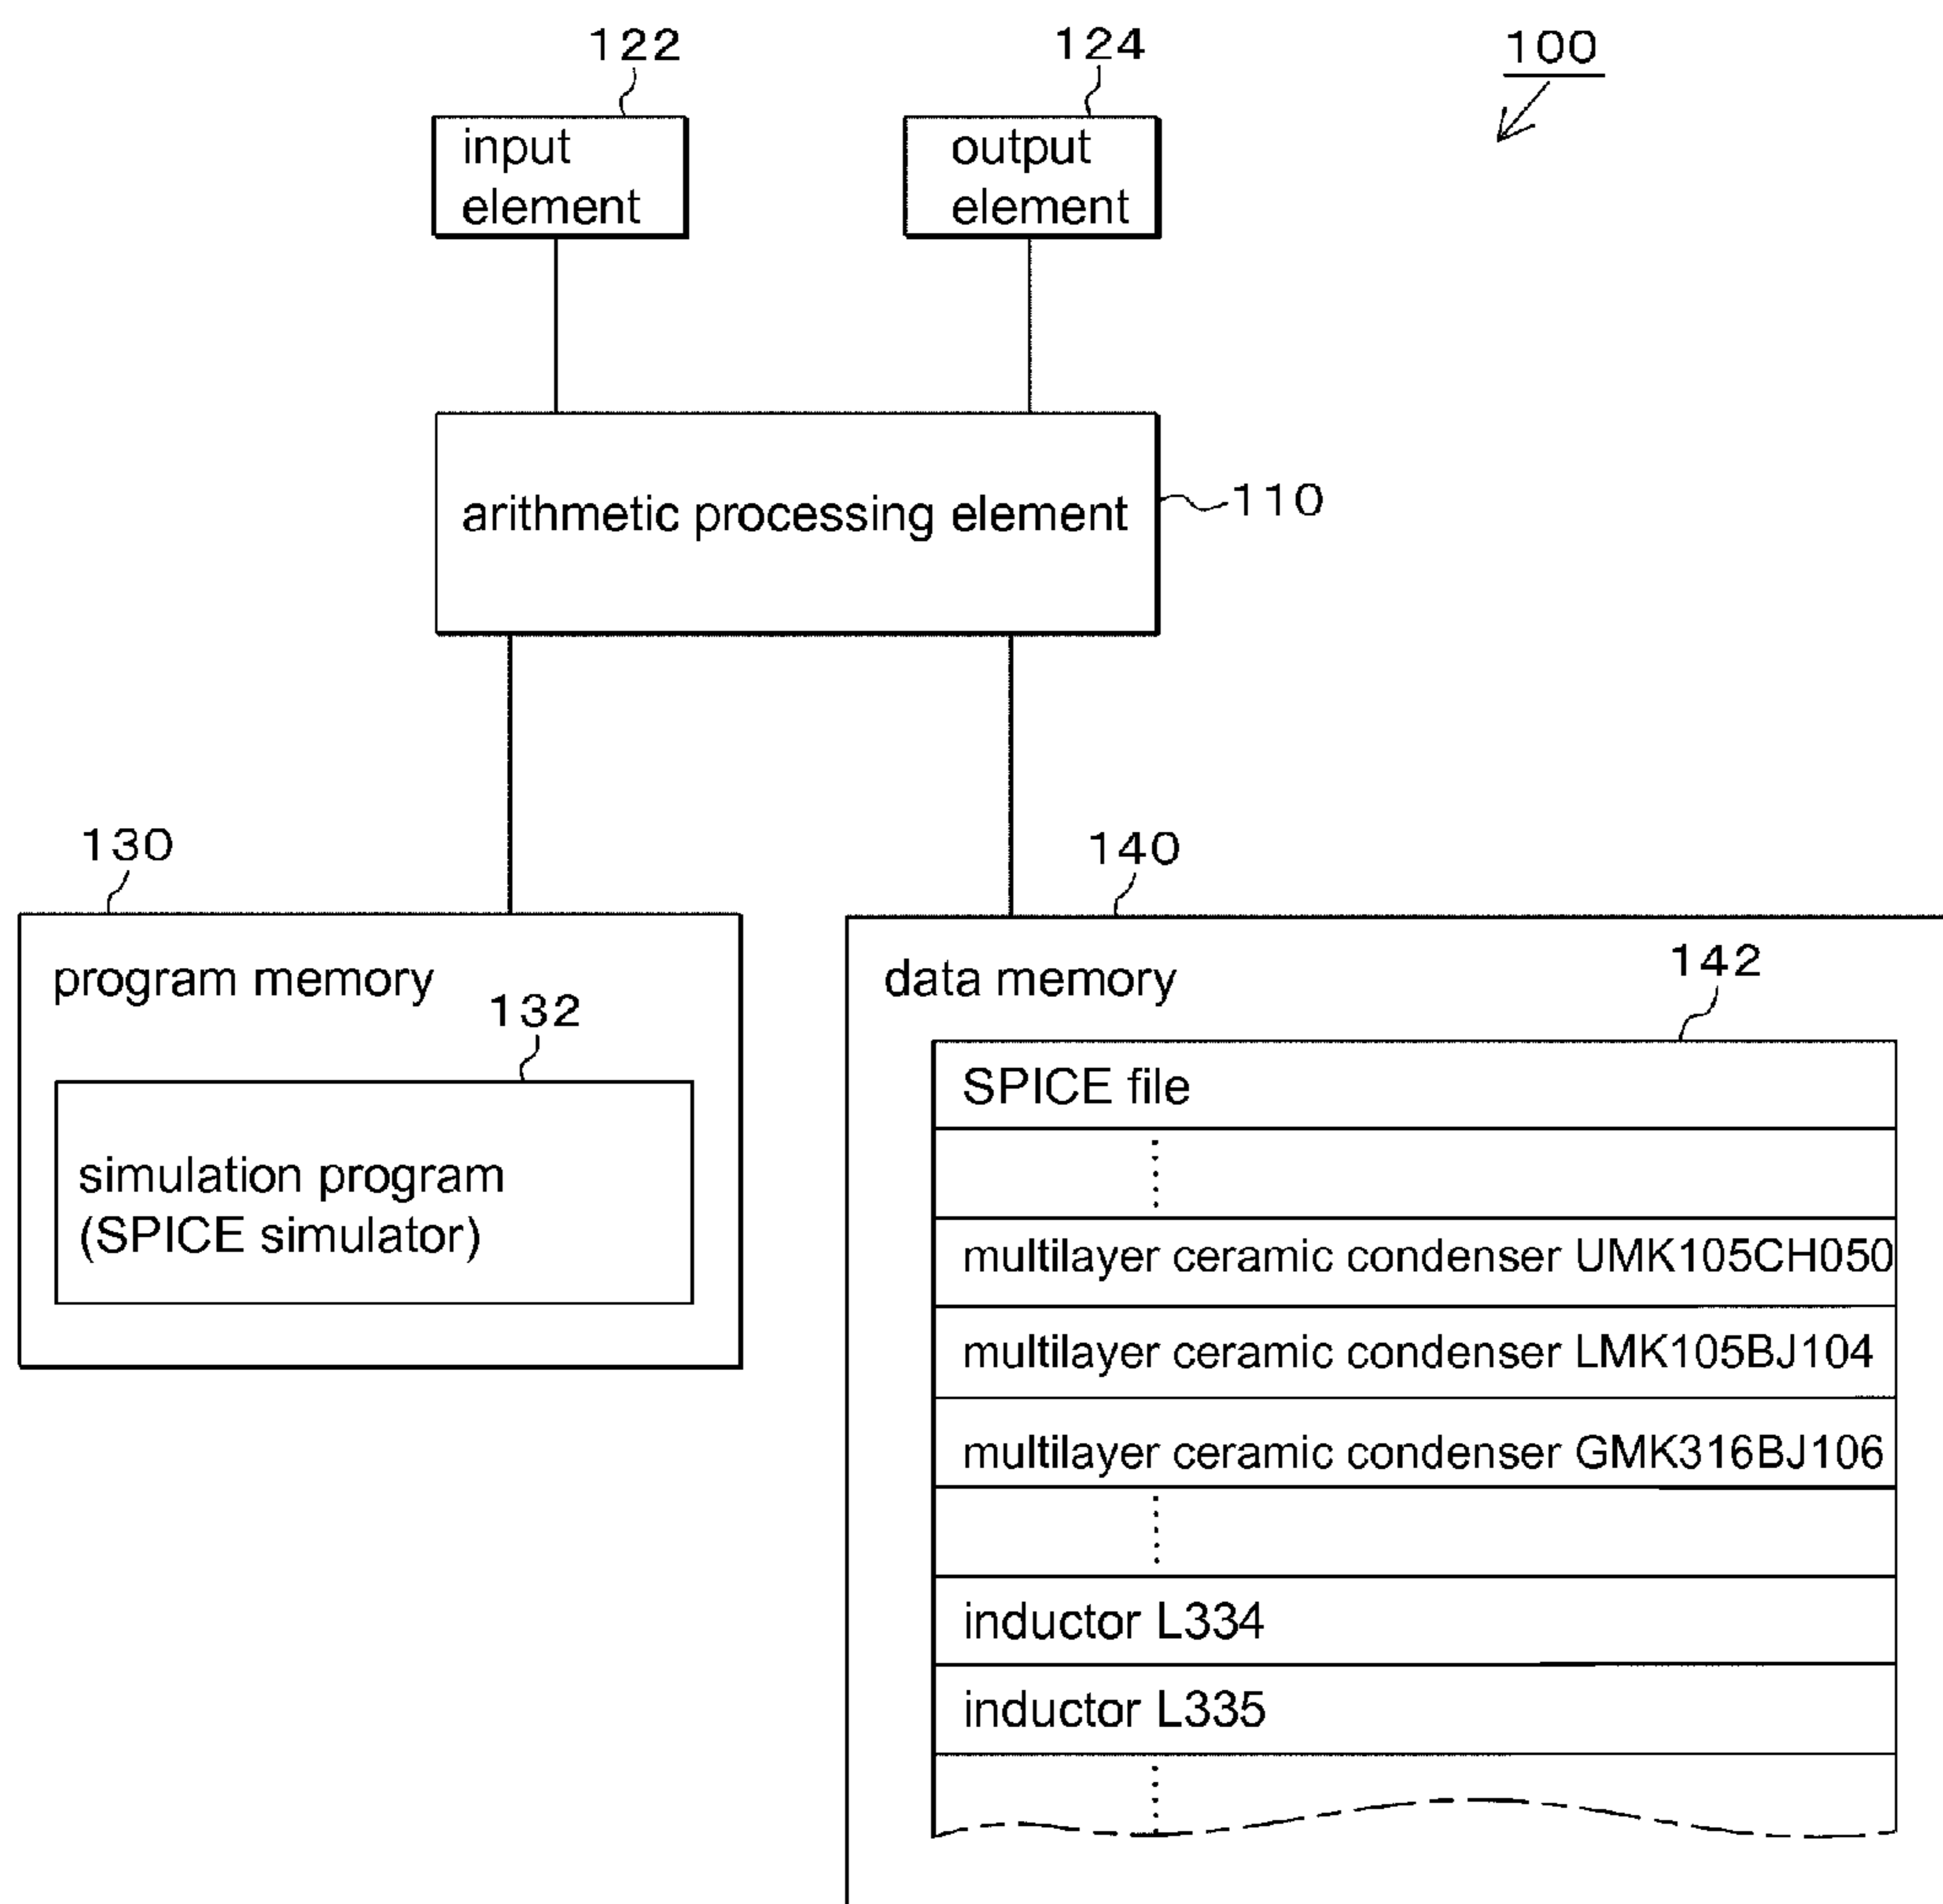 122
124
100
input
element
output
element
arithmetic processing element
110
130
140
program memory
data memory
142
132
simulation program
(SPICE simulator)
SPICE file
multilayer ceramic condenser UMK105CH050
multilayer ceramic condenser LMK105BJ104
multilayer ceramic condenser GMK316BJ106
inductor L334
inductor L335